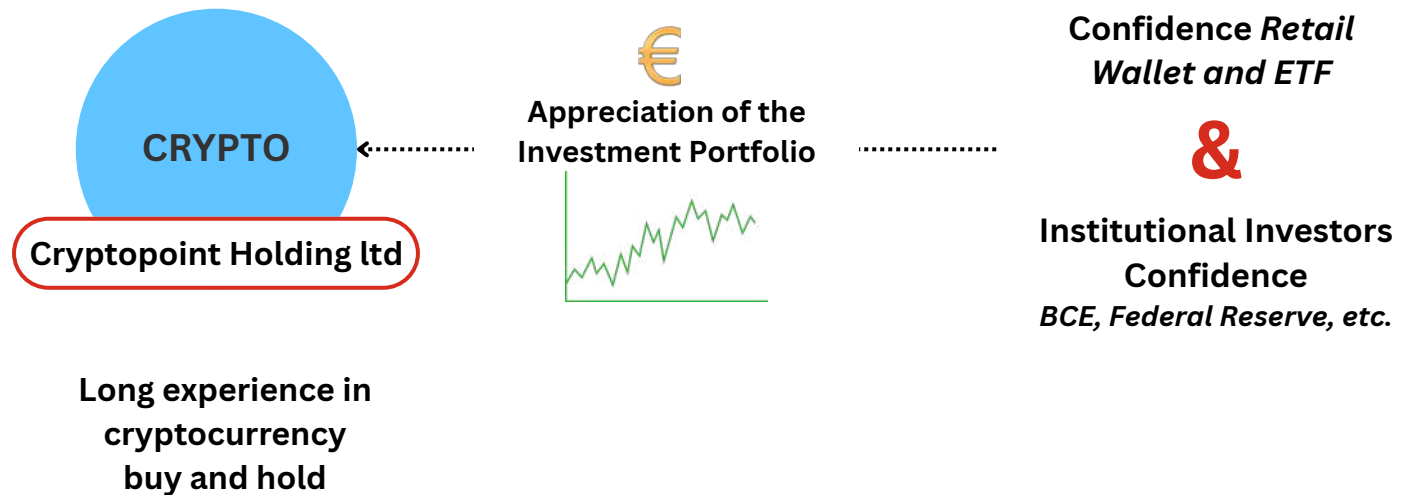 CRYPTO
Cryptopoint Holding ltd
Long experience in
cryptocurrency
buy and hold
€
Appreciation of the
Investment Portfolio
Confidence Retail
Wallet and ETF
&
Institutional Investors
Confidence
BCE, Federal Reserve, etc.